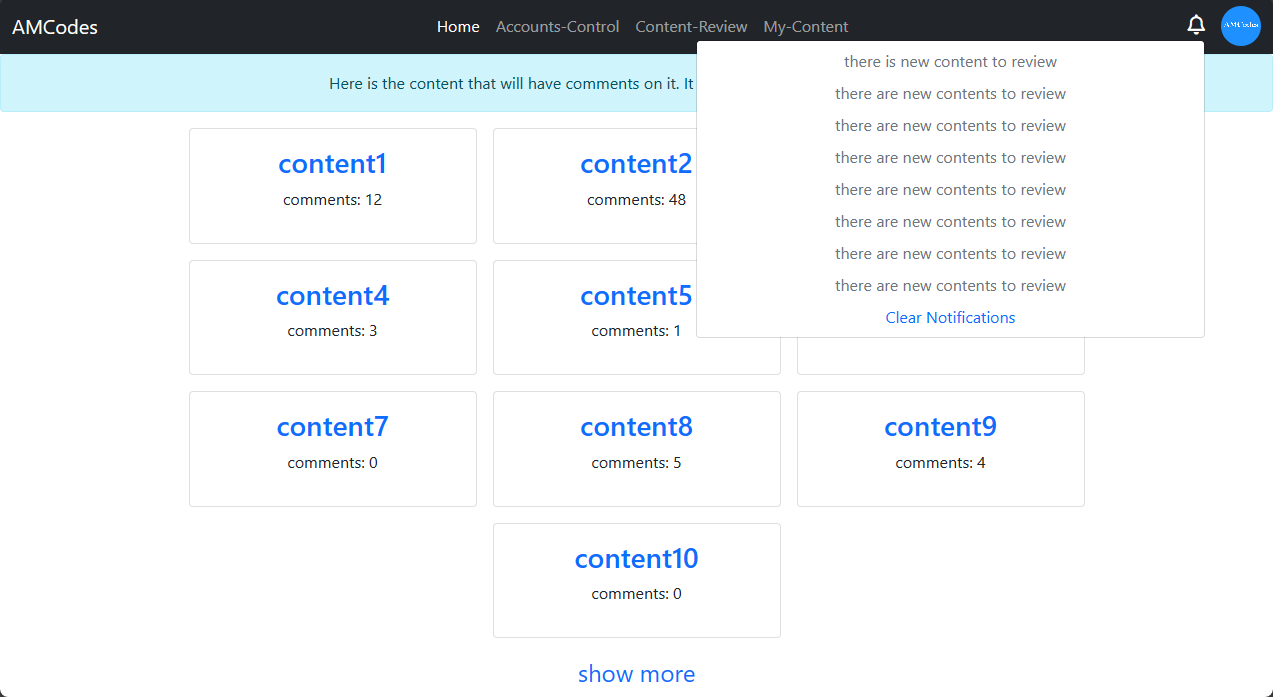 AMCodes
Home Accounts-Control Content-Review My-Content
AMCodes
there is new content to review
there are new contents to review
there are new contents to review
there are new contents to review
there are new contents to review
there are new contents to review
there are new contents to review
there are new contents to review
Clear Notifications
Here is the content that will have comments on it. It
content1
comments: 12
content2
comments: 48
content4
comments: 3
content5
comments: 1
content7
comments: 0
content8
comments: 5
content9
comments: 4
content10
comments: 0
show more